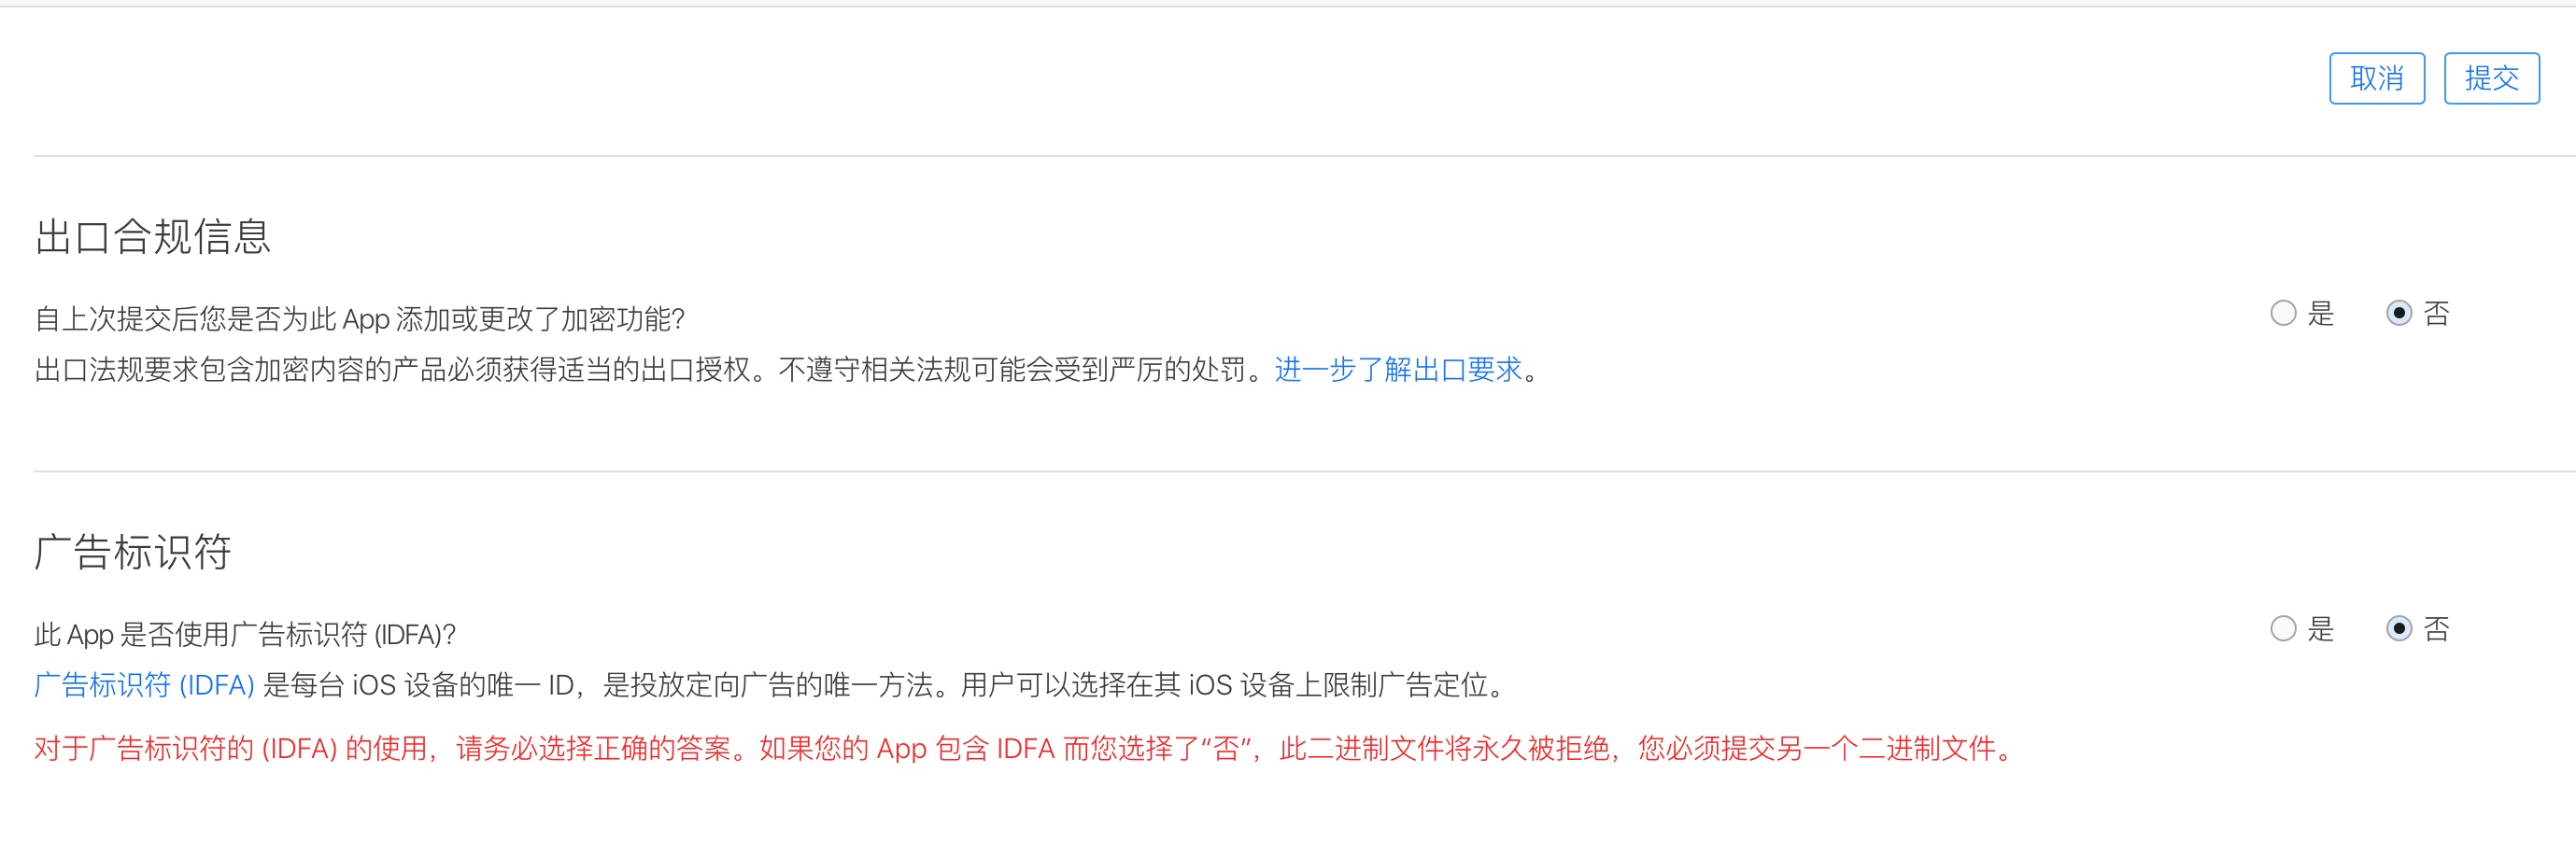 取消 提交
出口合规信息
自上次提交后您是否为此 App 添加或更改了加密功能? 是 否
出口法规要求包含加密内容的产品必须获得适当的出口授权。不遵守相关法规可能会受到严厉的处罚。进一步了解出口要求。
广告标识符
此 App 是否使用广告标识符 (IDFA)? 是 否
广告标识符 (IDFA) 是每台 iOS 设备的唯一 ID，是投放定向广告的唯一方法。用户可以选择在其 iOS 设备上限制广告定位。
对于广告标识符的 (IDFA) 的使用，请务必选择正确的答案。如果您的 App 包含 IDFA 而您选择了“否”，此二进制文件将永久被拒绝，您必须提交另一个二进制文件。